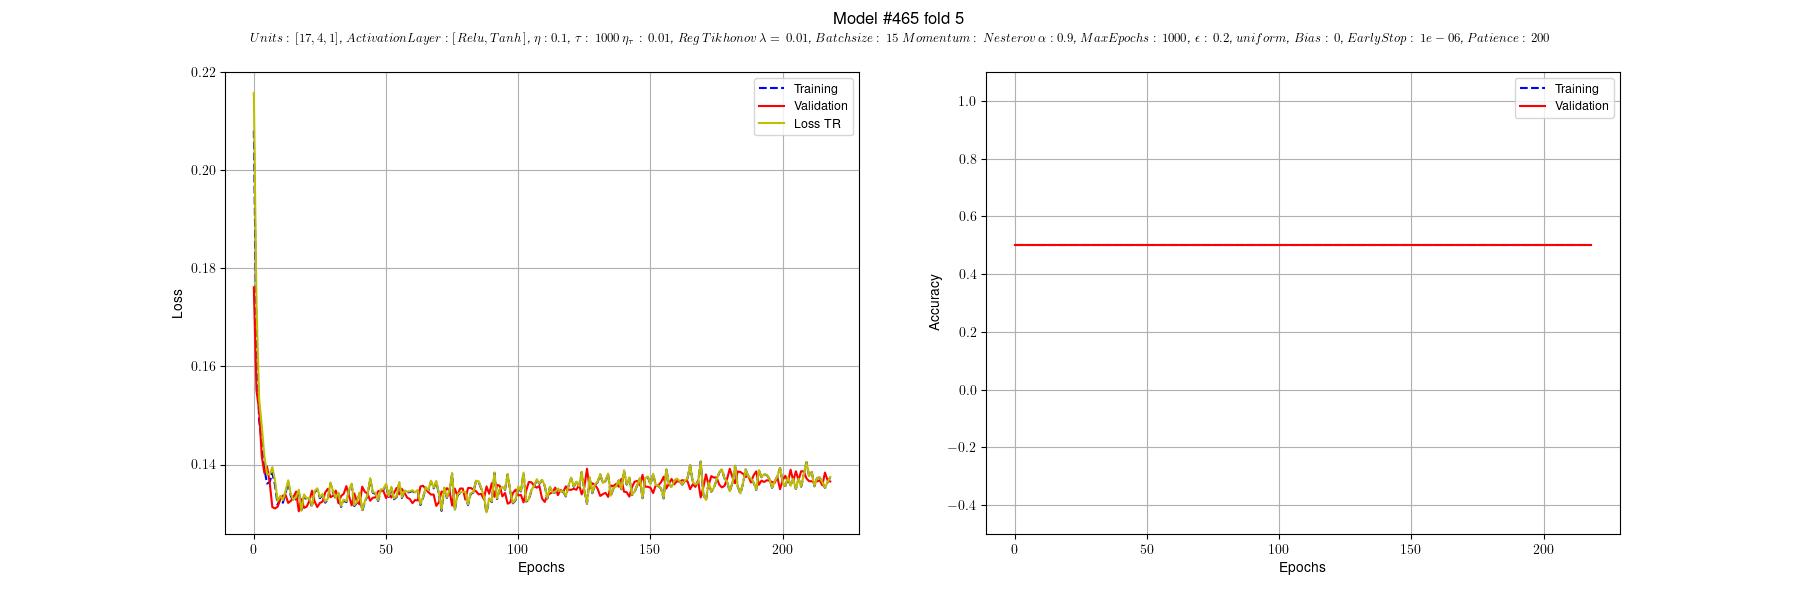 Model #465 fold 5
Units : [17, 4, 1], ActivationLayer : [Relu, Tanh], η : 0.1, τ : 1000 ητ : 0.01, Reg Tikhonov λ = 0.01, Batchsize : 15 Momentum : Nesterov α : 0.9, MaxEpochs : 1000, ϵ : 0.2, uniform, Bias : 0, EarlyStop : 1e − 06, Patience : 200
0.22
0.20
0.18
0.16
0.14
Loss
Training
Validation
Loss TR
0 50 100 150 200
Epochs
1.0
0.8
0.6
0.4
0.2
0.0
−0.2
−0.4
Accuracy
Training
Validation
0 50 100 150 200
Epochs